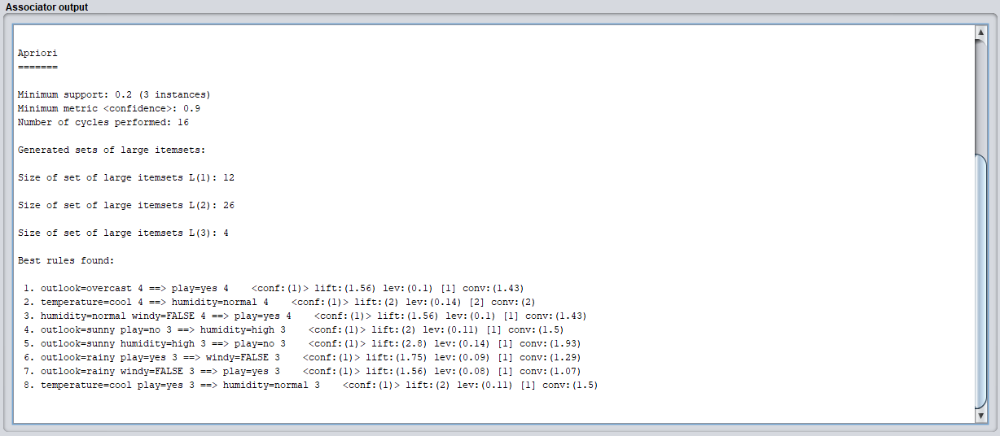 Associator output
Apriori
=======
Minimum support: 0.2 (3 instances)
Minimum metric <confidence>: 0.9
Number of cycles performed: 16
Generated sets of large itemsets:
Size of set of large itemsets L(1): 12
Size of set of large itemsets L(2): 26
Size of set of large itemsets L(3): 4
Best rules found:
1. outlook=overcast 4 ==> play=yes 4    <conf:(1)> lift:(1.56) lev:(0.1) [1] conv:(1.43)
2. temperature=cool 4 ==> humidity=normal 4    <conf:(1)> lift:(2) lev:(0.14) [2] conv:(2)
3. humidity=normal windy=FALSE 4 ==> play=yes 4    <conf:(1)> lift:(1.56) lev:(0.1) [1] conv:(1.43)
4. outlook=sunny play=no 3 ==> humidity=high 3    <conf:(1)> lift:(2) lev:(0.11) [1] conv:(1.5)
5. outlook=sunny humidity=high 3 ==> play=no 3    <conf:(1)> lift:(2.8) lev:(0.14) [1] conv:(1.93)
6. outlook=rainy play=yes 3 ==> windy=FALSE 3    <conf:(1)> lift:(1.75) lev:(0.09) [1] conv:(1.29)
7. outlook=rainy windy=FALSE 3 ==> play=yes 3    <conf:(1)> lift:(1.56) lev:(0.08) [1] conv:(1.07)
8. temperature=cool play=yes 3 ==> humidity=normal 3    <conf:(1)> lift:(2) lev:(0.11) [1] conv:(1.5)